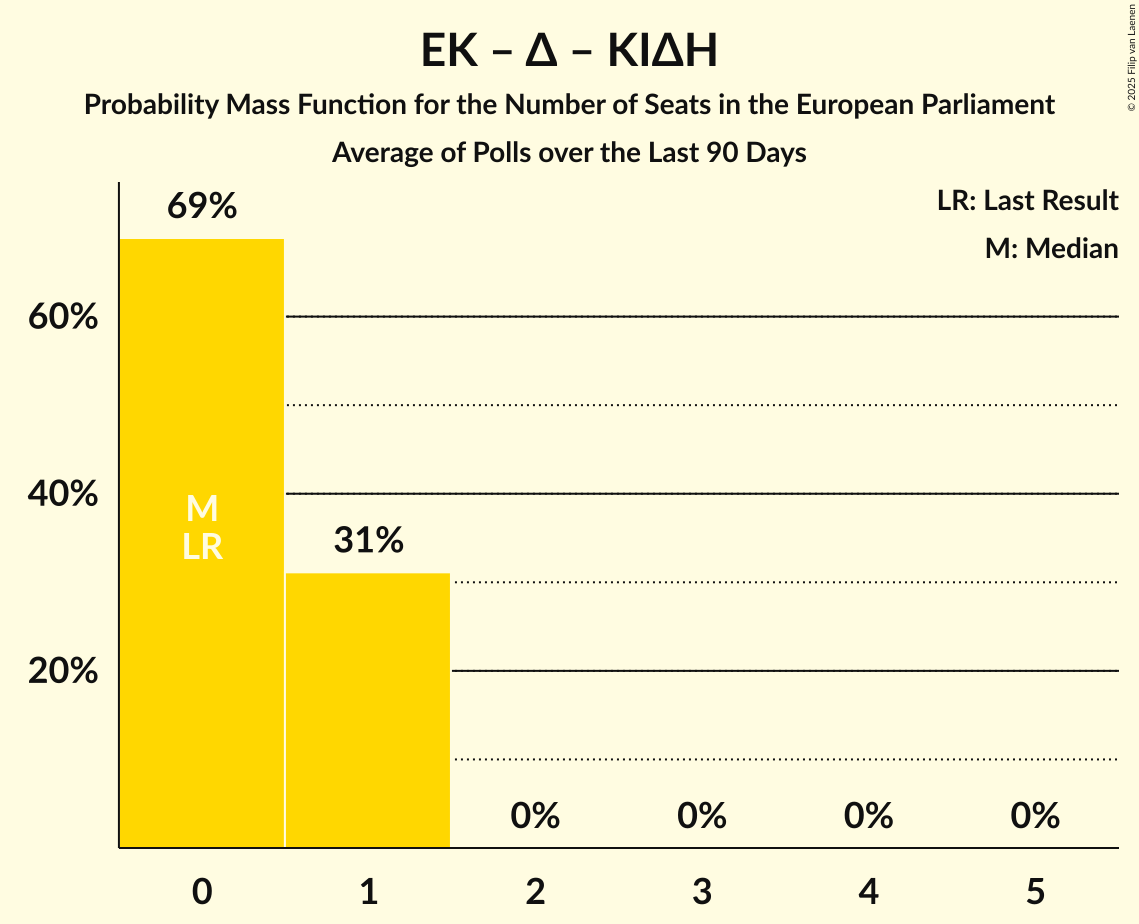 ΕΚ – Δ – ΚΙΔΗ
Probability Mass Function for the Number of Seats in the European Parliament
Average of Polls over the Last 90 Days
© 2025 Filip van Laenen
LR: Last Result
M: Median
69%
60%
40%
20%
M
LR
31%
0%
0%
0%
0%
0
1
2
3
4
5